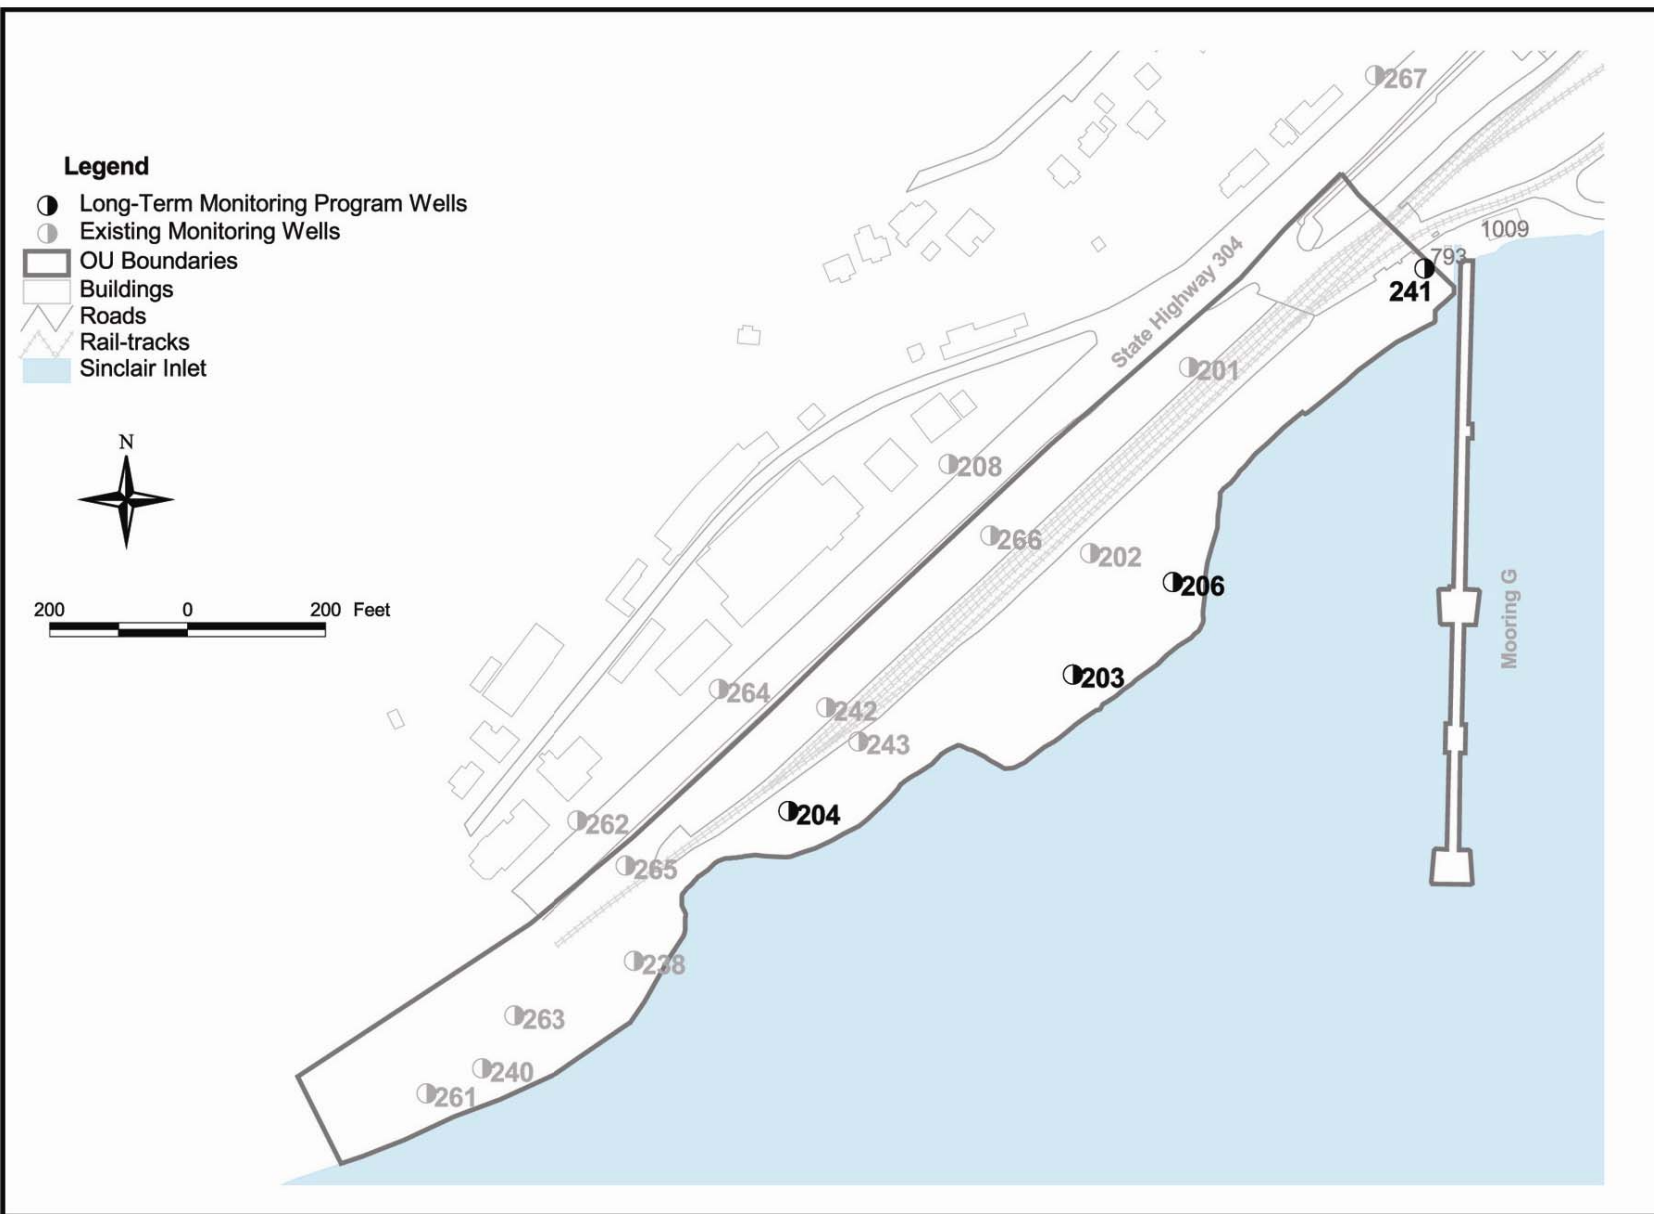 267
Legend
Long-Term Monitoring Program Wells
Existing Monitoring Wells
OU Boundaries
Buildings
Roads
Rail-tracks
Sinclair Inlet
1009
793
241
State Highway 304
201
N
208
266
202
206
200 0 200 Feet
Mooring G
203
264
242
243
204
262
265
238
263
240
261